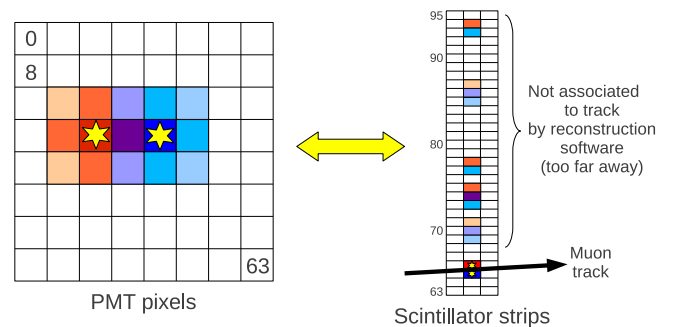 0
8
63
PMT pixels
95
90
80
70
63
Not associated
to track
by reconstruction
software
(too far away)
Muon
track
Scintillator strips